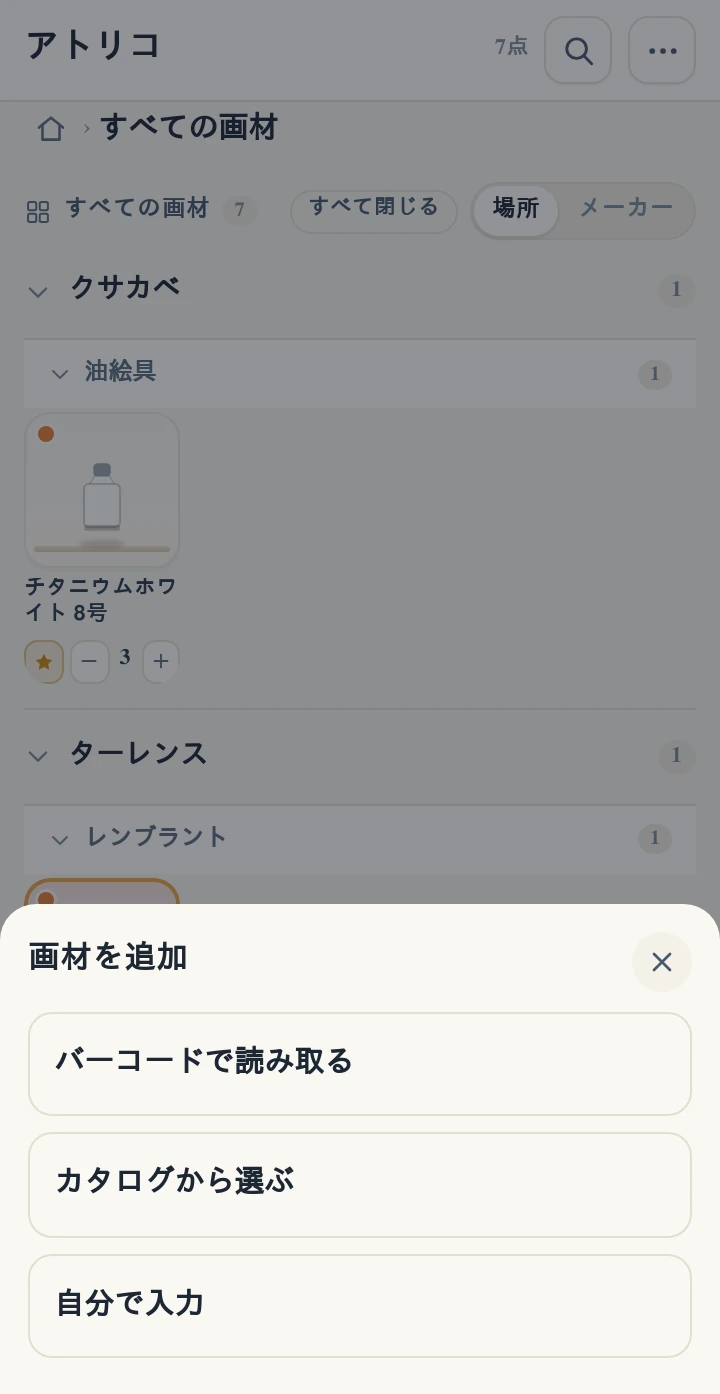 アトリコ
7点
すべての画材
すべての画材 7 すべて閉じる 場所 メーカー
クサカベ 1
油絵具 1
チタニウムホワ
イト 8号
3
ターレンス 1
レンブラント 1
画材を追加
バーコードで読み取る
カタログから選ぶ
自分で入力